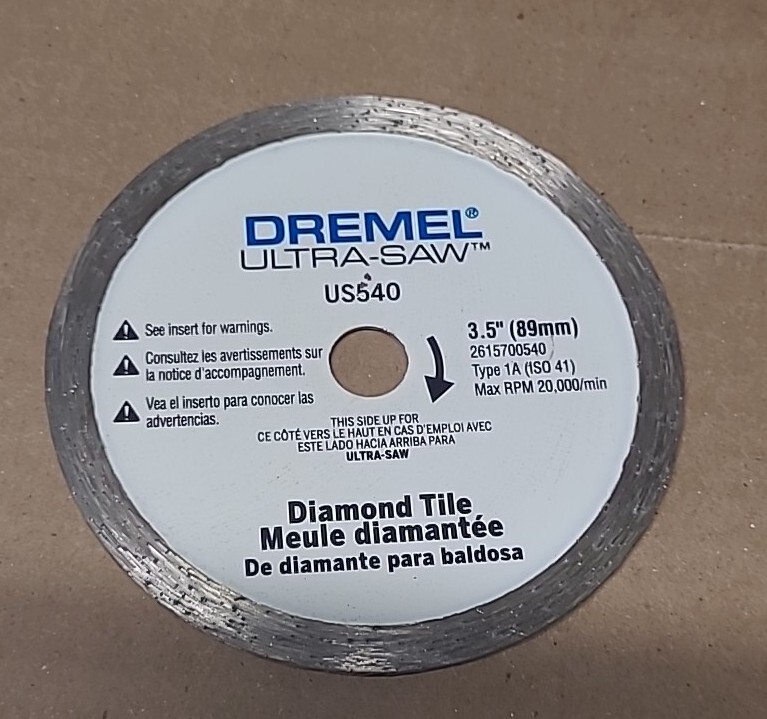 DREMEL®
ULTRA-SAW™
US540
See insert for warnings.
Consultez les avertissements sur
la notice d'accompagnement.
Vea el inserto para conocer las
advertencias.
3.5" (89mm)
2615700540
Type 1A (ISO 41)
Max RPM 20,000/min
THIS SIDE UP FOR
CE CÔTÉ VERS LE HAUT EN CAS D'EMPLOI AVEC
ESTE LADO HACIA ARRIBA PARA
ULTRA-SAW
Diamond Tile
Meule diamantée
De diamante para baldosa